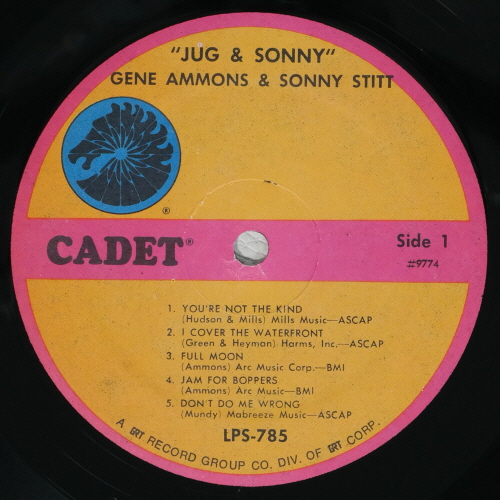 "JUG & SONNY"
GENE AMMONS & SONNY STITT
®
CADET®
Side 1
#9774
1. YOU'RE NOT THE KIND
(Hudson & Mills) Mills Music—ASCAP
2. I COVER THE WATERFRONT
(Green & Heyman) Harms, Inc.—ASCAP
3. FULL MOON
(Ammons) Arc Music Corp.—BMI
4. JAM FOR BOPPERS
(Ammons) Arc Music—BMI
5. DON'T DO ME WRONG
(Mundy) Mabreeze Music—ASCAP
LPS-785
A GRT RECORD GROUP CO. DIV. OF GRT CORP.